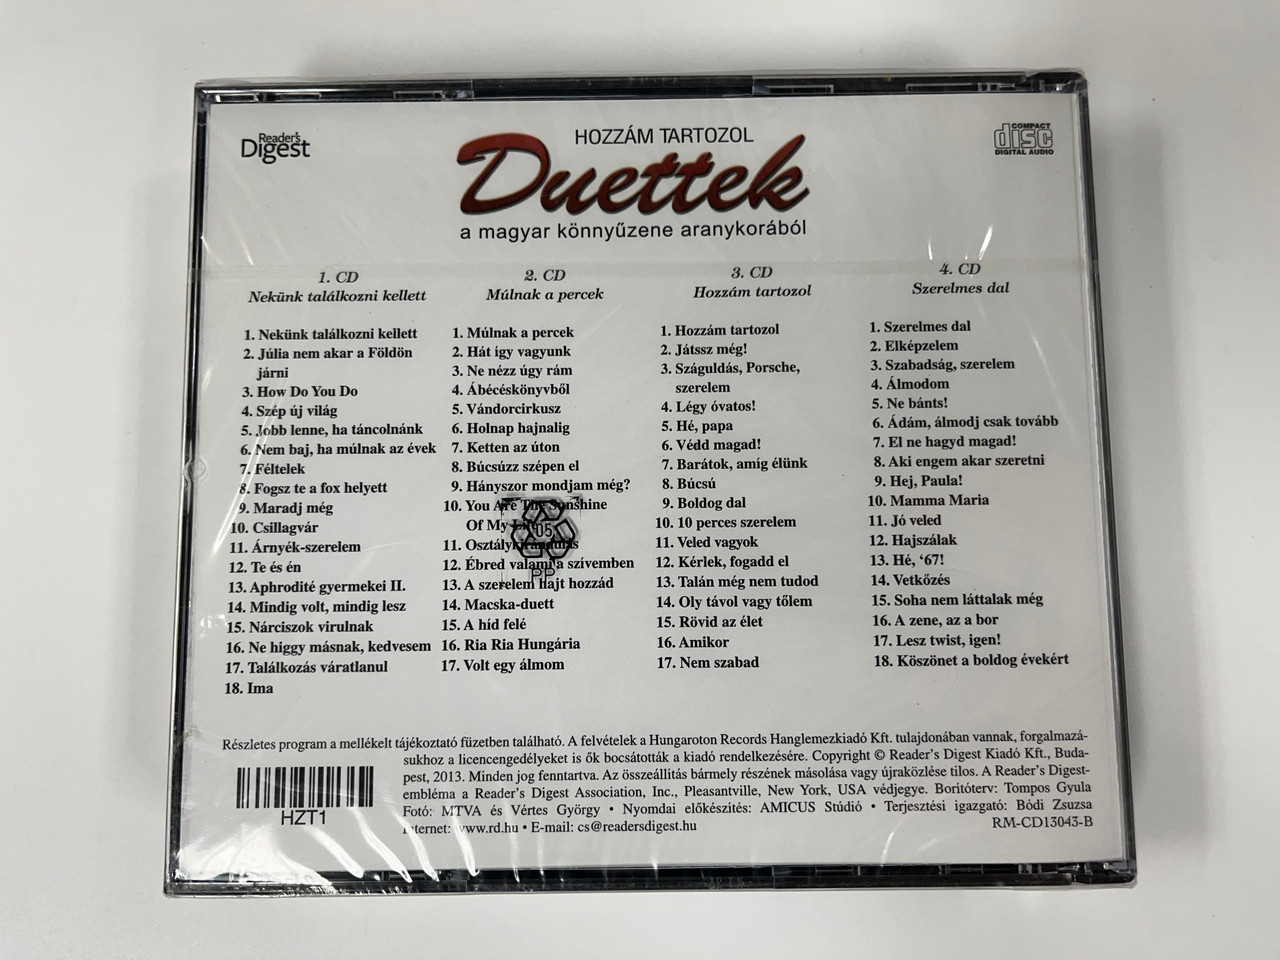 Reader's
Digest
HOZZÁM TARTOZOL
Duettek
a magyar könnyűzene aranykorából
COMPACT
disc
DIGITAL AUDIO
1. CD
Nekünk találkozni kellett
1. Nekünk találkozni kellett
2. Júlia nem akar a Földön
járni
3. How Do You Do
4. Szép új világ
5. Jobb lenne, ha táncolnánk
6. Nem baj, ha múlnak az évek
7. Féltelek
8. Fogsz te a fox helyett
9. Maradj még
10. Csillagvár
11. Árnyék-szerelem
12. Te és én
13. Aphrodité gyermekei II.
14. Mindig volt, mindig lesz
15. Nárciszok virulnak
16. Ne higgy másnak, kedvesem
17. Találkozás váratlanul
18. Ima
2. CD
Múlnak a percek
1. Múlnak a percek
2. Hát így vagyunk
3. Ne nézz úgy rám
4. Ábécéskönyvből
5. Vándorcirkusz
6. Holnap hajnalig
7. Ketten az úton
8. Búcsúzz szépen el
9. Hányszor mondjam még?
10. You Are The Sunshine
Of My Life
11. Osztálykirándulás
12. Ébred valami a szívemben
13. A szerelem hajt hozzád
14. Macska-duett
15. A híd felé
16. Ria Ria Hungária
17. Volt egy álmom
05
PP
3. CD
Hozzám tartozol
1. Hozzám tartozol
2. Játssz még!
3. Száguldás, Porsche,
szerelem
4. Légy óvatos!
5. Hé, papa
6. Védd magad!
7. Barátok, amíg élünk
8. Búcsú
9. Boldog dal
10. 10 perces szerelem
11. Veled vagyok
12. Kérlek, fogadd el
13. Talán még nem tudod
14. Oly távol vagy tőlem
15. Rövid az élet
16. Amikor
17. Nem szabad
4. CD
Szerelmes dal
1. Szerelmes dal
2. Elképzelem
3. Szabadság, szerelem
4. Álmodom
5. Ne bánts!
6. Ádám, álmodj csak tovább
7. El ne hagyd magad!
8. Aki engem akar szeretni
9. Hej, Paula!
10. Mamma Maria
11. Jó veled
12. Hajszálak
13. Hé, '67!
14. Vetkőzés
15. Soha nem láttalak még
16. A zene, az a bor
17. Lesz twist, igen!
18. Köszönet a boldog évekért
Részletes program a mellékelt tájékoztató füzetben található. A felvételek a Hungaroton Records Hanglemezkiadó Kft. tulajdonában vannak, forgalmazá-
sukhoz a licencengedélyeket is ők bocsátották a kiadó rendelkezésére. Copyright © Reader's Digest Kiadó Kft., Buda-
pest, 2013. Minden jog fenntartva. Az összeállítás bármely részének másolása vagy újraközlése tilos. A Reader's Digest-
embléma a Reader's Digest Association, Inc., Pleasantville, New York, USA védjegye. Borítóterv: Tompos Gyula
Fotó: MTVA és Vértes György • Nyomdai előkészítés: AMICUS Stúdió • Terjesztési igazgató: Bódi Zsuzsa
Internet: www.rd.hu • E-mail: cs@readersdigest.hu
RM-CD13043-B
HZT1